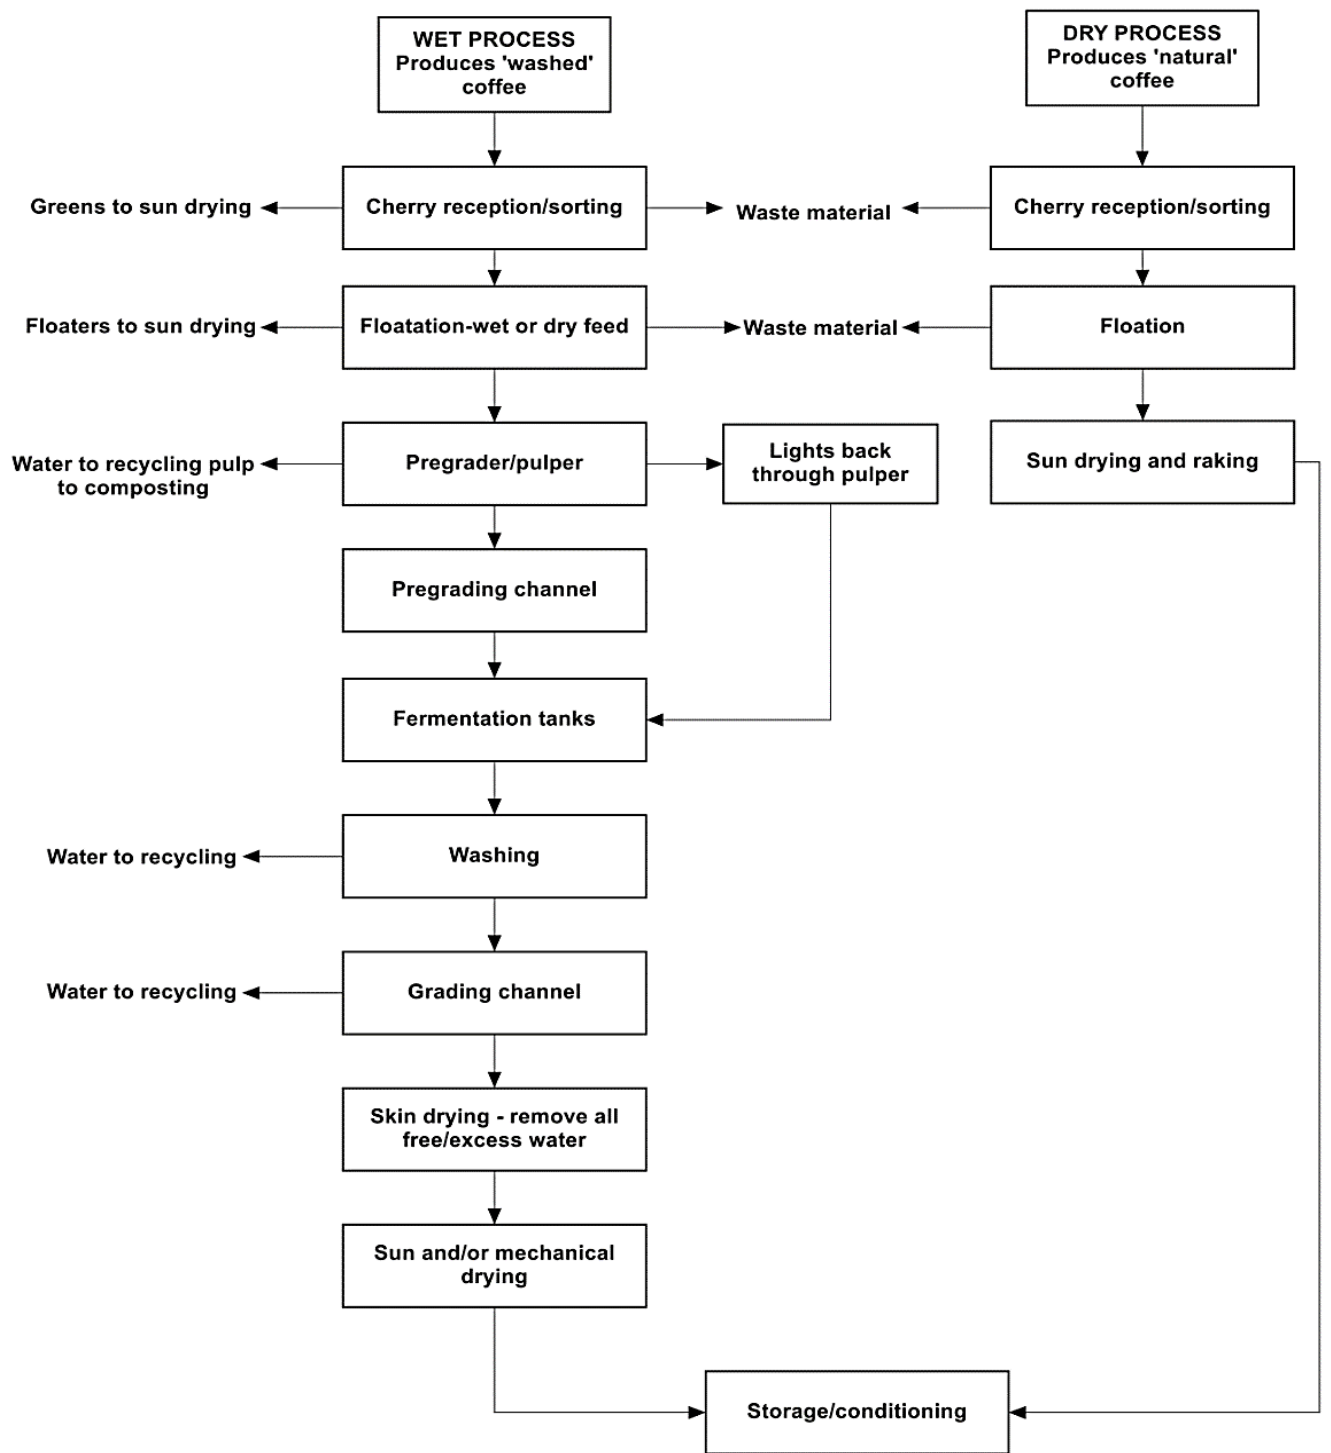 WET PROCESS
Produces 'washed'
coffee
DRY PROCESS
Produces 'natural'
coffee
Greens to sun drying
Cherry reception/sorting
Waste material
Cherry reception/sorting
Floaters to sun drying
Floatation-wet or dry feed
Waste material
Floation
Water to recycling pulp
to composting
Pregrader/pulper
Lights back
through pulper
Sun drying and raking
Pregrading channel
Fermentation tanks
Water to recycling
Washing
Water to recycling
Grading channel
Skin drying - remove all
free/excess water
Sun and/or mechanical
drying
Storage/conditioning